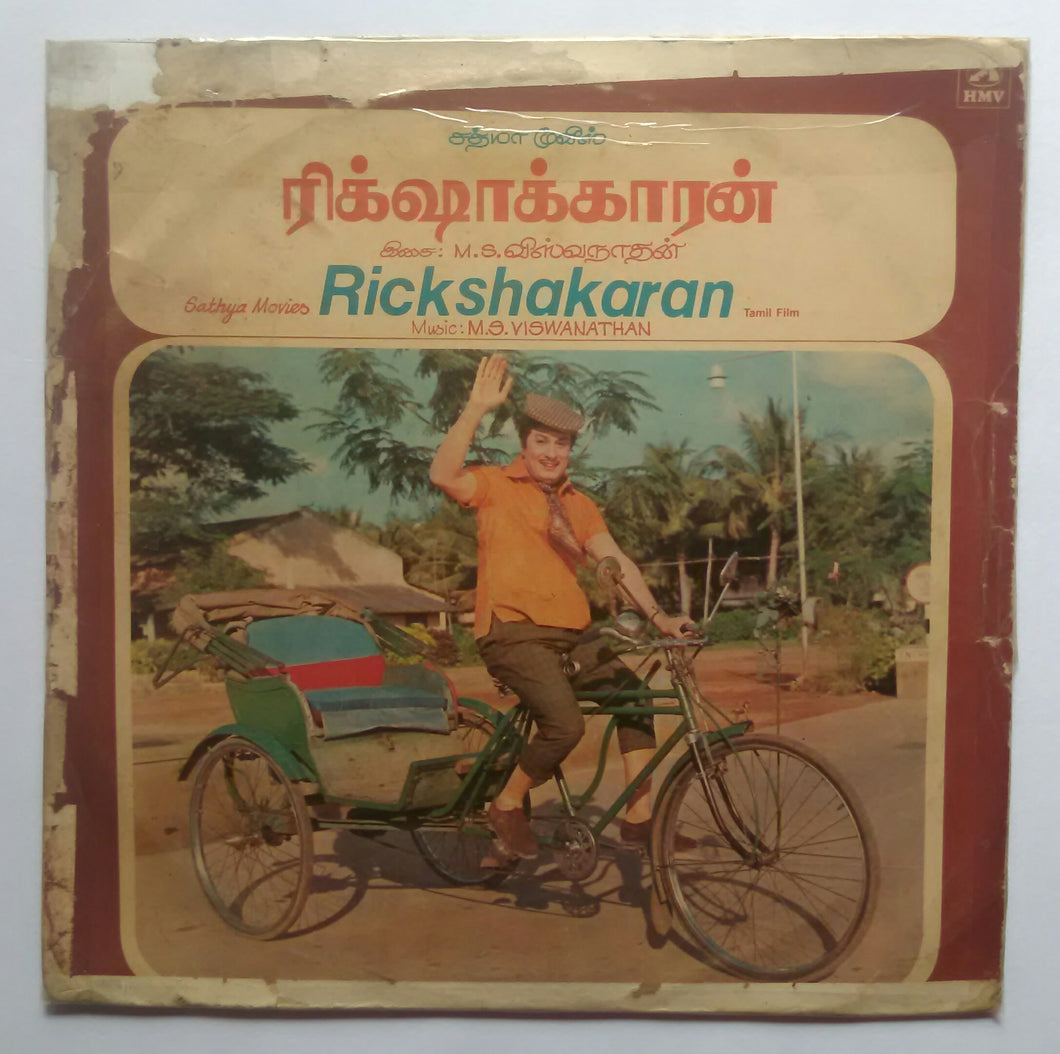 HMV
சத்யா மூவிஸ்
ரிக்‌ஷாக்காரன்
இசை: M.S.விஸ்வநாதன்
Sathya Movies Rickshakaran Tamil Film
Music: M.S. VISWANATHAN